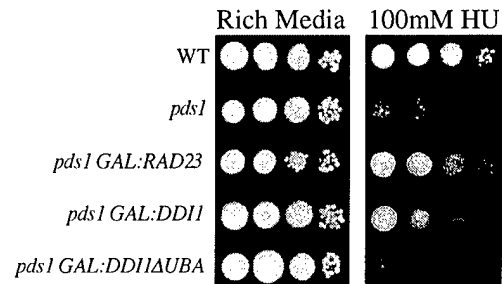 Rich Media 100mM HU
WT
pds1
pds1 GAL:RAD23
pds1 GAL:DDI1
pds1 GAL:DDI1ΔUBA